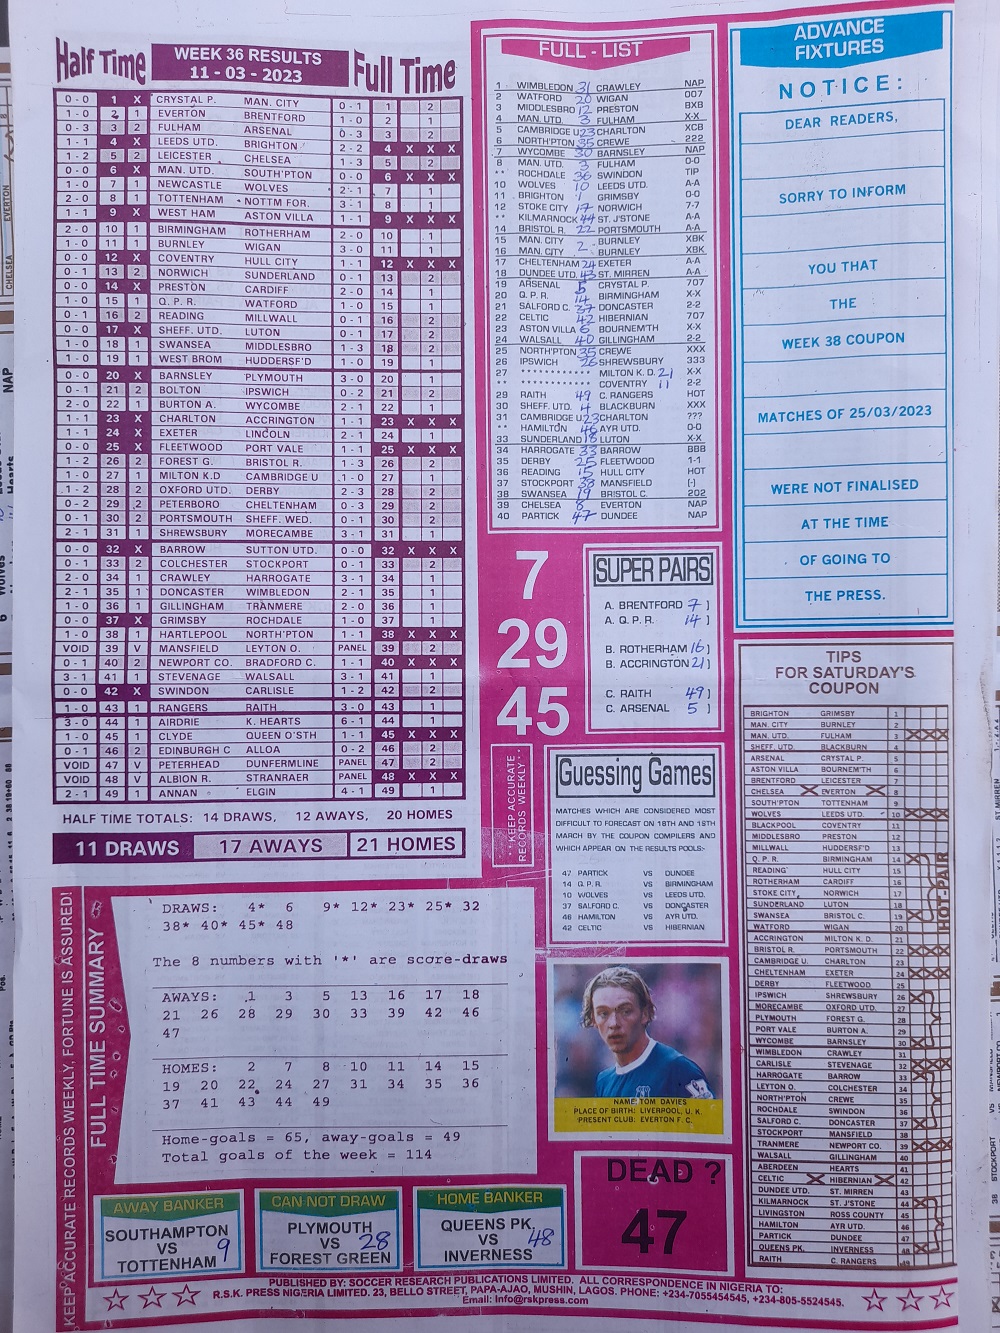 Half Time
WEEK 36 RESULTS
11 - 03 - 2023
Full Time
0 - 0 1 X CRYSTAL P. MAN. CITY 0 - 1 1 2
1 - 0 2 1 EVERTON BRENTFORD 1 - 0 2 1
0 - 3 3 2 FULHAM ARSENAL 0 - 3 3 2
1 - 1 4 X LEEDS UTD. BRIGHTON 2 - 2 4 X X X
1 - 2 5 2 LEICESTER CHELSEA 1 - 3 5 2
0 - 0 6 X MAN. UTD. SOUTH'PTON 0 - 0 6 X X X
1 - 0 7 1 NEWCASTLE WOLVES 2 - 1 7 1
2 - 0 8 1 TOTTENHAM NOTTM FOR. 3 - 1 8 1
1 - 1 9 X WEST HAM ASTON VILLA 1 - 1 9 X X X
2 - 0 10 1 BIRMINGHAM ROTHERHAM 2 - 0 10 1
1 - 0 11 1 BURNLEY WIGAN 3 - 0 11 1
0 - 0 12 X COVENTRY HULL CITY 1 - 1 12 X X X
0 - 1 13 2 NORWICH SUNDERLAND 0 - 1 13 2
0 - 0 14 X PRESTON CARDIFF 2 - 0 14 1
1 - 0 15 1 Q. P. R. WATFORD 1 - 0 15 1
0 - 1 16 2 READING MILLWALL 0 - 1 16 2
0 - 0 17 X SHEFF. UTD. LUTON 0 - 1 17 2
1 - 0 18 1 SWANSEA MIDDLESBRO 1 - 3 18 2
1 - 0 19 1 WEST BROM HUDDERSF'D 1 - 0 19 1
0 - 0 20 X BARNSLEY PLYMOUTH 3 - 0 20 1
0 - 1 21 2 BOLTON IPSWICH 0 - 2 21 2
2 - 0 22 1 BURTON A. WYCOMBE 2 - 1 22 1
1 - 1 23 X CHARLTON ACCRINGTON 1 - 1 23 X X X
1 - 1 24 X EXETER LINCOLN 2 - 1 24 1
0 - 0 25 X FLEETWOOD PORT VALE 1 - 1 25 X X X
1 - 2 26 2 FOREST G. BRISTOL R. 1 - 3 26 2
1 - 0 27 1 MILTON K.D CAMBRIDGE U 1 - 0 27 1
1 - 2 28 2 OXFORD UTD. DERBY 2 - 3 28 2
0 - 2 29 2 PETERBORO CHELTENHAM 0 - 3 29 2
0 - 1 30 2 PORTSMOUTH SHEFF. WED. 0 - 1 30 2
2 - 1 31 1 SHREWSBURY MORECAMBE 3 - 1 31 1
0 - 0 32 X BARROW SUTTON UTD. 0 - 0 32 X X X
0 - 1 33 2 COLCHESTER STOCKPORT 0 - 1 33 2
2 - 0 34 1 CRAWLEY HARROGATE 3 - 1 34 1
2 - 1 35 1 DONCASTER WIMBLEDON 2 - 1 35 1
1 - 0 36 1 GILLINGHAM TRANMERE 2 - 0 36 1
0 - 0 37 X GRIMSBY ROCHDALE 1 - 0 37 1
1 - 0 38 1 HARTLEPOOL NORTH'PTON 1 - 1 38 X X X
VOID 39 V MANSFIELD LEYTON O. PANEL 39 2
0 - 1 40 2 NEWPORT CO. BRADFORD C. 1 - 1 40 X X X
3 - 1 41 1 STEVENAGE WALSALL 3 - 1 41 1
0 - 0 42 X SWINDON CARLISLE 1 - 2 42 2
1 - 0 43 1 RANGERS RAITH 3 - 0 43 1
3 - 0 44 1 AIRDRIE K. HEARTS 6 - 1 44 1
1 - 0 45 1 CLYDE QUEEN O'STH 1 - 1 45 X X X
0 - 1 46 2 EDINBURGH C ALLOA 0 - 2 46 2
VOID 47 V PETERHEAD DUNFERMLINE PANEL 47 2
VOID 48 V ALBION R. STRANRAER PANEL 48 X X X
2 - 1 49 1 ANNAN ELGIN 4 - 1 49 1
HALF TIME TOTALS: 14 DRAWS, 12 AWAYS, 20 HOMES
11 DRAWS 17 AWAYS 21 HOMES
KEEP ACCURATE RECORDS WEEKLY. FORTUNE IS ASSURED!
FULL TIME SUMMARY
DRAWS: 4* 6 9* 12* 23* 25* 32
38* 40* 45* 48
The 8 numbers with '*' are score-draws
AWAYS: 1 3 5 13 16 17 18
21 26 28 29 30 33 39 42 46
47
HOMES: 2 7 8 10 11 14 15
19 20 22 24 27 31 34 35 36
37 41 43 44 49
Home-goals = 65, away-goals = 49
Total goals of the week = 114
AWAY BANKER
SOUTHAMPTON
VS
TOTTENHAM 9
CAN-NOT DRAW
PLYMOUTH
VS 28
FOREST GREEN
HOME BANKER
QUEENS PK
VS 48
INVERNESS
FULL - LIST
1 WIMBLEDON 31 CRAWLEY NAP
2 WATFORD 20 WIGAN 007
3 MIDDLESBRO 12 PRESTON BXB
4 MAN. UTD. 3 FULHAM X-X
5 CAMBRIDGE U 23 CHARLTON XCB
6 NORTH'PTON 35 CREWE 222
7 WYCOMBE 30 BARNSLEY NAP
8 MAN. UTD. 3 FULHAM 0-0
** ROCHDALE 36 SWINDON TIP
10 WOLVES 10 LEEDS UTD. A-A
11 BRIGHTON 1 GRIMSBY 0-0
12 STOKE CITY 17 NORWICH 7-7
** KILMARNOCK 44 ST. J'STONE A-A
14 BRISTOL R. 22 PORTSMOUTH A-A
15 MAN. CITY 2 BURNLEY XBK
16 MAN. CITY BURNLEY XBK
17 CHELTENHAM 24 EXETER A-A
18 DUNDEE UTD. 43 ST. MIRREN A-A
19 ARSENAL 5 CRYSTAL P. 707
20 Q. P. R. 14 BIRMINGHAM X-X
21 SALFORD C. 37 DONCASTER 2-2
22 CELTIC 42 HIBERNIAN 707
23 ASTON VILLA 6 BOURNEM'TH X-X
24 WALSALL 40 GILLINGHAM 2-2
25 NORTH'PTON 35 CREWE XXX
26 IPSWICH 26 SHREWSBURY 333
27 *********** MILTON K. D. 21 X-X
** *********** COVENTRY 11 2-2
29 RAITH 49 C. RANGERS HOT
30 SHEFF. UTD. 4 BLACKBURN XXX
31 CAMBRIDGE U 23 CHARLTON ???
** HAMILTON 46 AYR UTD. 0-0
33 SUNDERLAND 18 LUTON X-X
34 HARROGATE 33 BARROW BBB
35 DERBY 25 FLEETWOOD 1-1
36 READING 15 HULL CITY HOT
37 STOCKPORT 38 MANSFIELD [-]
38 SWANSEA 19 BRISTOL C. 202
39 CHELSEA 8 EVERTON NAP
40 PARTICK 47 DUNDEE NAP
7
29
45
SUPER PAIRS
A. BRENTFORD 7 ]
A. Q. P. R. 14 ]
B. ROTHERHAM 16 ]
B. ACCRINGTON 21 ]
C. RAITH 49 ]
C. ARSENAL 5 ]
**KEEP ACCURATE
RECORDS WEEKLY**
Guessing Games
MATCHES WHICH ARE CONSIDERED MOST
DIFFICULT TO FORECAST ON 18TH AND 19TH
MARCH BY THE COUPON COMPILERS AND
WHICH APPEAR ON THE RESULTS POOLS:-
47 PARTICK VS DUNDEE
14 Q. P. R. VS BIRMINGHAM
10 WOLVES VS LEEDS UTD.
37 SALFORD C. VS DONCASTER
46 HAMILTON VS AYR UTD.
42 CELTIC VS HIBERNIAN
NAME: TOM DAVIES
PLACE OF BIRTH: LIVERPOOL, U. K.
PRESENT CLUB: EVERTON F. C.
DEAD ?
47
ADVANCE
FIXTURES
NOTICE:
DEAR READERS,
SORRY TO INFORM
YOU THAT
THE
WEEK 38 COUPON
MATCHES OF 25/03/2023
WERE NOT FINALISED
AT THE TIME
OF GOING TO
THE PRESS.
TIPS
FOR SATURDAY'S
COUPON
BRIGHTON GRIMSBY 1
MAN. CITY BURNLEY 2
MAN. UTD. FULHAM 3 X X X
SHEFF. UTD. BLACKBURN 4
ARSENAL CRYSTAL P. 5
ASTON VILLA BOURNEM'TH 6
BRENTFORD LEICESTER 7
CHELSEA X EVERTON X 8
SOUTH'PTON TOTTENHAM 9
WOLVES LEEDS UTD. 10 X X X
BLACKPOOL COVENTRY 11
MIDDLESBRO PRESTON 12
MILLWALL HUDDERSF'D 13
Q. P. R. BIRMINGHAM 14 X
READING HULL CITY 15
ROTHERHAM CARDIFF 16
STOKE CITY NORWICH 17
SUNDERLAND LUTON 18
SWANSEA BRISTOL C. 19 X
WATFORD WIGAN 20
ACCRINGTON MILTON K. D. 21
BRISTOL R. PORTSMOUTH 22 X X X
CAMBRIDGE U. CHARLTON 23
CHELTENHAM EXETER 24 X X X
DERBY FLEETWOOD 25
IPSWICH SHREWSBURY 26 X
MORECAMBE OXFORD UTD. 27
PLYMOUTH FOREST G. 28
PORT VALE BURTON A. 29
WYCOMBE BARNSLEY 30 X
WIMBLEDON CRAWLEY 31
CARLISLE STEVENAGE 32 X X X
HARROGATE BARROW 33 X
LEYTON O. COLCHESTER 34
NORTH'PTON CREWE 35
ROCHDALE SWINDON 36
SALFORD C. DONCASTER 37 X
STOCKPORT MANSFIELD 38
TRANMERE NEWPORT CO. 39 X X X
WALSALL GILLINGHAM 40
ABERDEEN HEARTS 41
CELTIC X HIBERNIAN X 42
DUNDEE UTD. ST. MIRREN 43
KILMARNOCK ST. J'STONE 44 X
LIVINGSTON ROSS COUNTY 45
HAMILTON AYR UTD. 46
PARTICK DUNDEE 47
QUEENS PK. INVERNESS 48 X
RAITH C. RANGERS 49
HOT-PAIR
PUBLISHED BY: SOCCER RESEARCH PUBLICATIONS LIMITED. ALL CORRESPONDENCE IN NIGERIA TO:
R.S.K. PRESS NIGERIA LIMITED. 23, BELLO STREET, PAPA-AJAO, MUSHIN, LAGOS. PHONE: +234-7055454545, +234-805-5524545.
Email: Info@rskpress.com